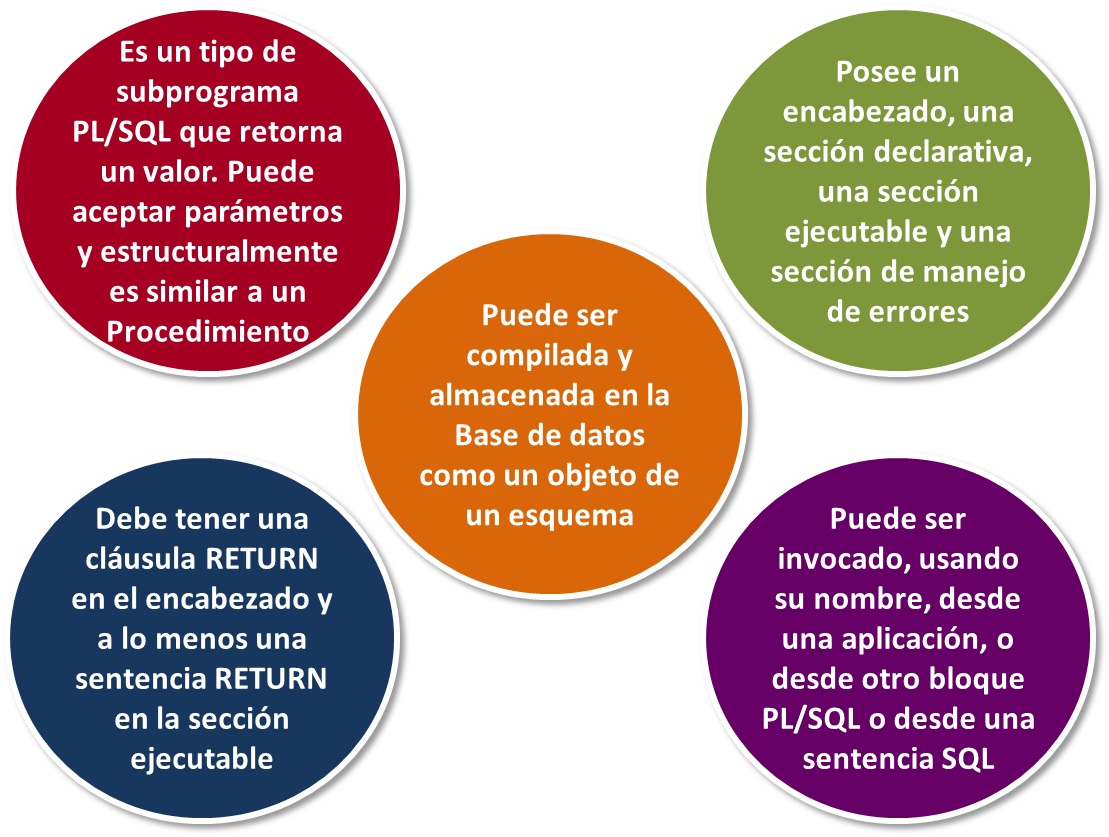 Es un tipo de
subprograma
PL/SQL que retorna
un valor. Puede
aceptar parámetros
y estructuralmente
es similar a un
Procedimiento
Posee un
encabezado, una
sección declarativa,
una sección
ejecutable y una
sección de manejo
de errores
Puede ser
compilada y
almacenada en la
Base de datos
como un objeto de
un esquema
Debe tener una
cláusula RETURN
en el encabezado y
a lo menos una
sentencia RETURN
en la sección
ejecutable
Puede ser
invocado, usando
su nombre, desde
una aplicación, o
desde otro bloque
PL/SQL o desde una
sentencia SQL